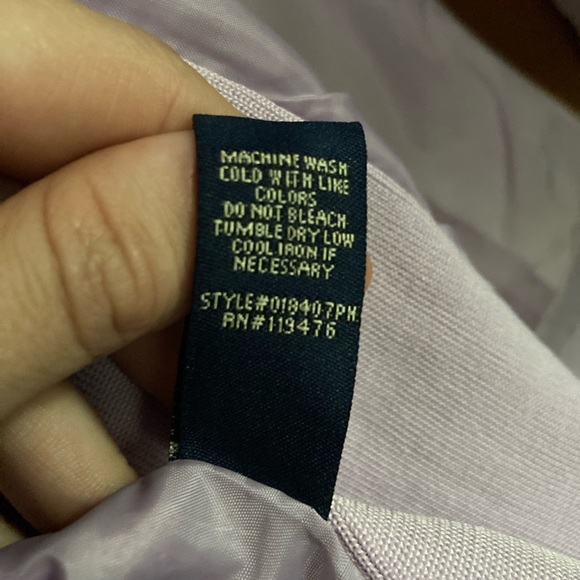 MACHINE WASH
COLD WITH LIKE
COLORS
DO NOT BLEACH
TUMBLE DRY LOW
COOL IRON IF
NECESSARY
STYLE#018407PH
RN#119476